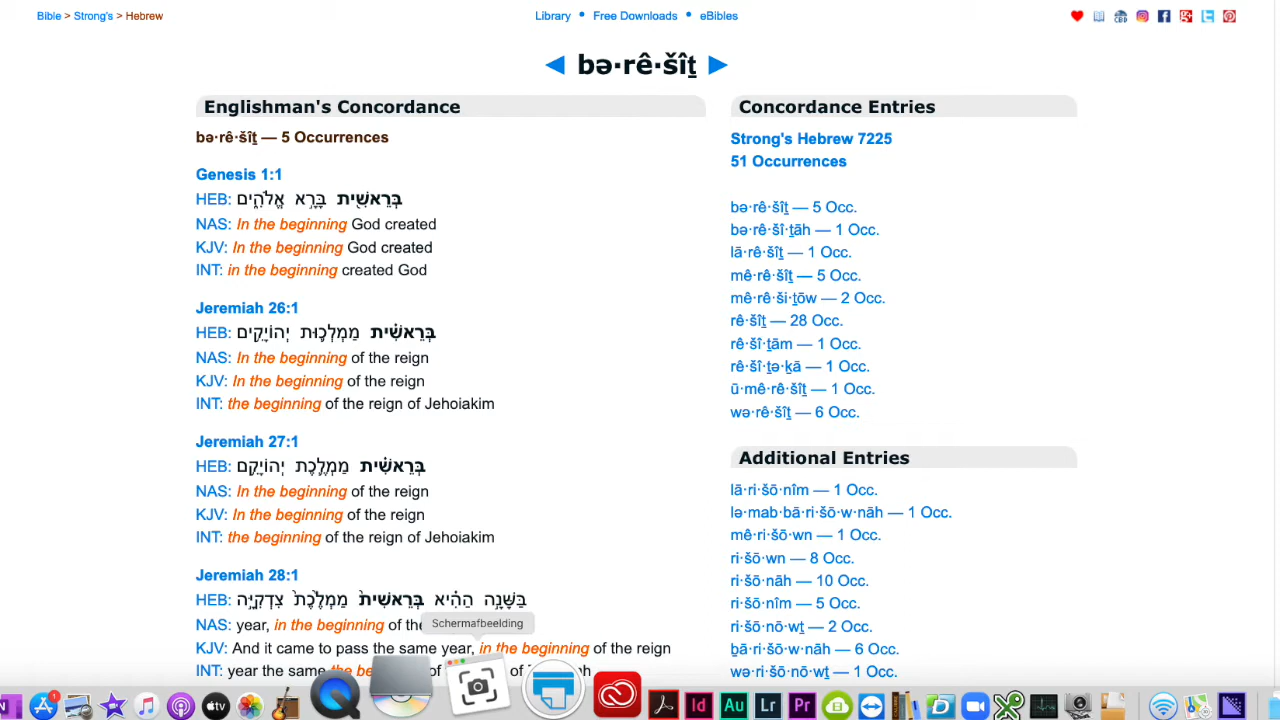 Bible > Strong's > Hebrew
Library • Free Downloads • eBibles
◄ bə·rê·šîṯ ►
Englishman's Concordance
bə·rê·šîṯ — 5 Occurrences
Genesis 1:1
HEB: בְּרֵאשִׁ֖ית בָּרָ֣א אֱלֹהִ֑ים
NAS: In the beginning God created
KJV: In the beginning God created
INT: in the beginning created God
Jeremiah 26:1
HEB: בְּרֵאשִׁ֗ית מַמְלְכ֛וּת יְהוֹיָקִ֥ים
NAS: In the beginning of the reign
KJV: In the beginning of the reign
INT: the beginning of the reign of Jehoiakim
Jeremiah 27:1
HEB: בְּרֵאשִׁ֗ית מַמְלֶ֛כֶת יְהוֹיָקִ֥ם
NAS: In the beginning of the reign
KJV: In the beginning of the reign
INT: the beginning of the reign of Jehoiakim
Jeremiah 28:1
HEB: בַּשָּׁנָ֣ה הַהִ֗יא בְּרֵאשִׁית֙ מַמְלֶ֙כֶת֙ צִדְקִיָּ֣ה
NAS: year, in the beginning of the
Schermafbeelding
KJV: And it came to pass the same year, in the beginning of the reign
INT: year the same the be of
Concordance Entries
Strong's Hebrew 7225
51 Occurrences
bə·rê·šîṯ — 5 Occ.
bə·rê·šî·ṯāh — 1 Occ.
lā·rê·šîṯ — 1 Occ.
mê·rê·šîṯ — 5 Occ.
mê·rê·ši·ṯōw — 2 Occ.
rê·šîṯ — 28 Occ.
rê·šî·ṯām — 1 Occ.
rê·šî·ṯə·ḵā — 1 Occ.
ū·mê·rê·šîṯ — 1 Occ.
wə·rê·šîṯ — 6 Occ.
Additional Entries
lā·ri·šō·nîm — 1 Occ.
lə·mab·bā·ri·šō·w·nāh — 1 Occ.
mê·ri·šō·wn — 1 Occ.
ri·šō·wn — 8 Occ.
ri·šō·nāh — 10 Occ.
ri·šō·nîm — 5 Occ.
ri·šō·nō·wṯ — 2 Occ.
ḇā·ri·šō·w·nāh — 6 Occ.
wə·ri·šō·nō·wṯ — 1 Occ.
1
tv
Id Au Lr Pr